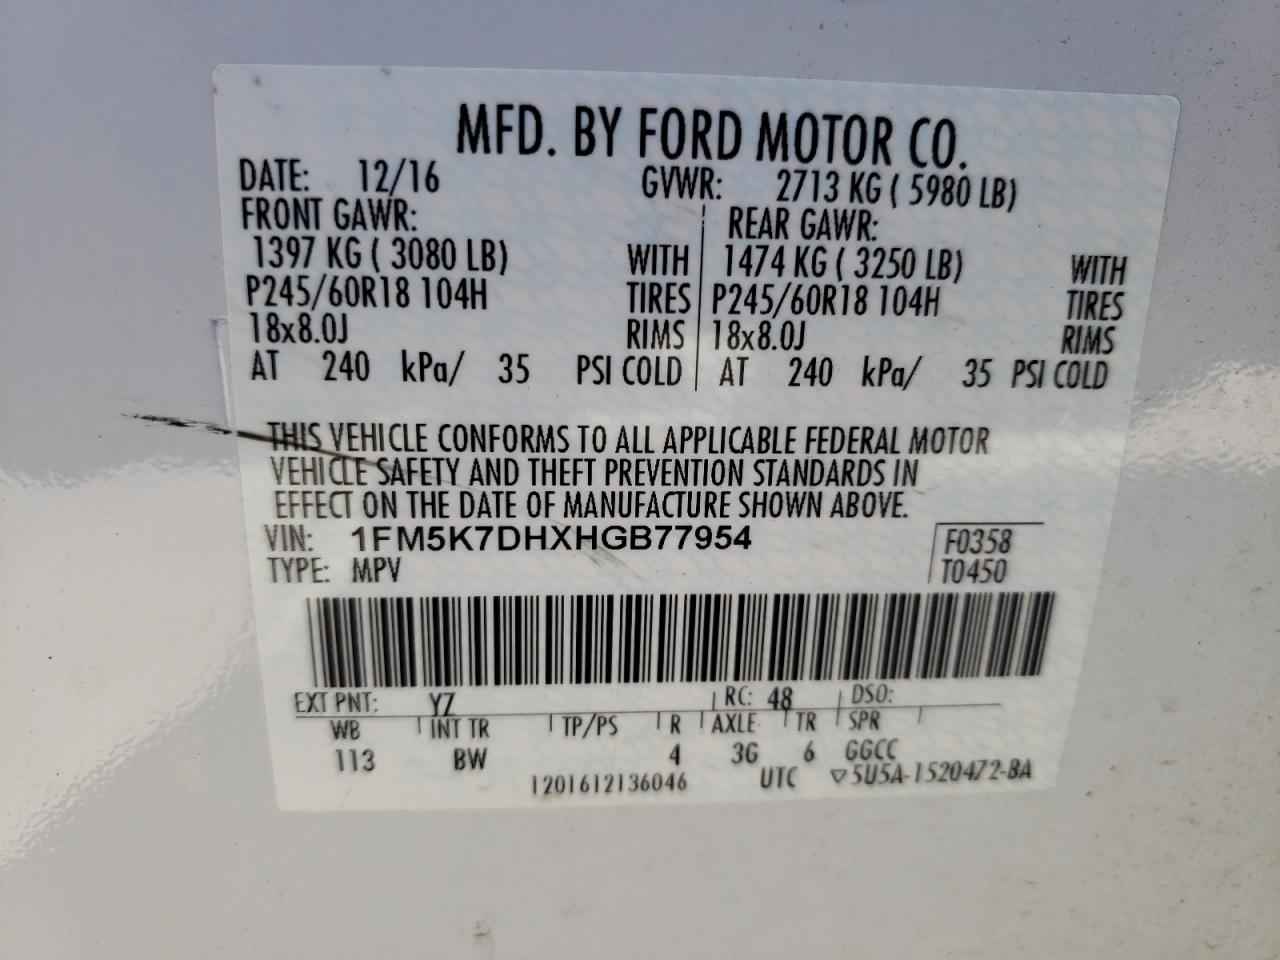 MFD. BY FORD MOTOR CO.
DATE: 12/16 GVWR: 2713 KG ( 5980 LB)
FRONT GAWR: REAR GAWR:
1397 KG ( 3080 LB) WITH 1474 KG ( 3250 LB) WITH
P245/60R18 104H TIRES P245/60R18 104H TIRES
18x8.0J RIMS 18x8.0J RIMS
AT 240 kPa/ 35 PSI COLD AT 240 kPa/ 35 PSI COLD
THIS VEHICLE CONFORMS TO ALL APPLICABLE FEDERAL MOTOR
VEHICLE SAFETY AND THEFT PREVENTION STANDARDS IN
EFFECT ON THE DATE OF MANUFACTURE SHOWN ABOVE.
VIN: 1FM5K7DHXHGB77954 F0358
TYPE: MPV T0450
EXT PNT: YZ RC: 48 DSO:
WB INT TR TP/PS R AXLE TR SPR
113 BW 4 3G 6 GGCC
1201612136046 UTC ▽5U5A-1520472-BA